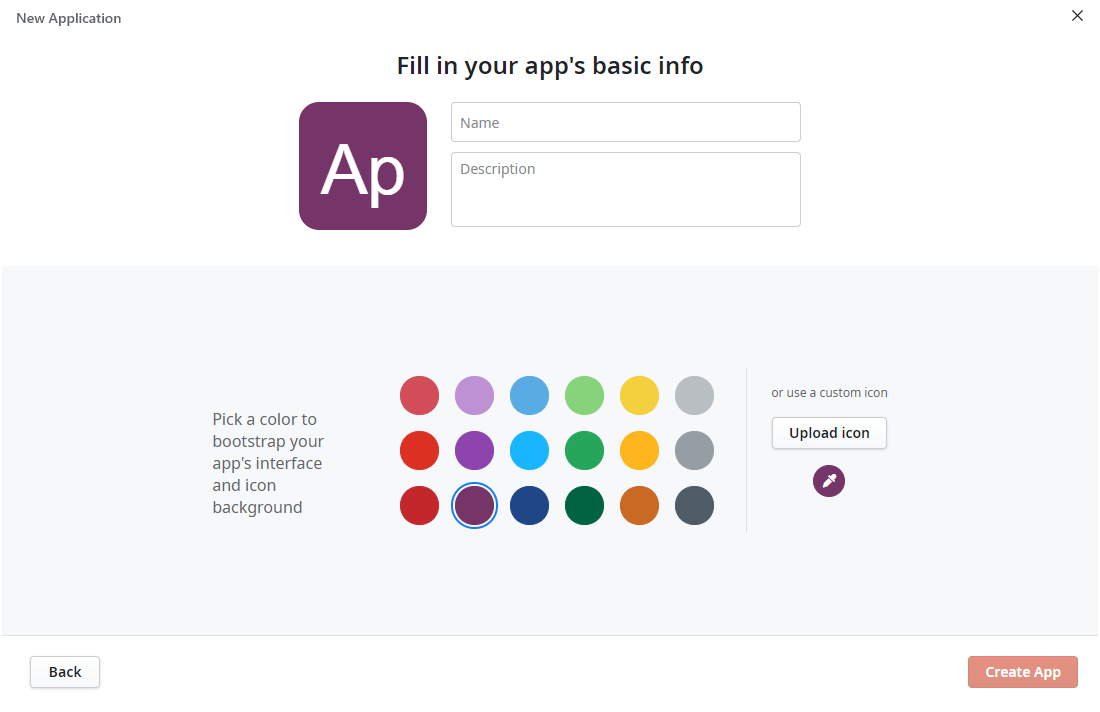 New Application
Fill in your app's basic info
Ap
Name
Description
Pick a color to
bootstrap your
app's interface
and icon
background
or use a custom icon
Upload icon
Back
Create App